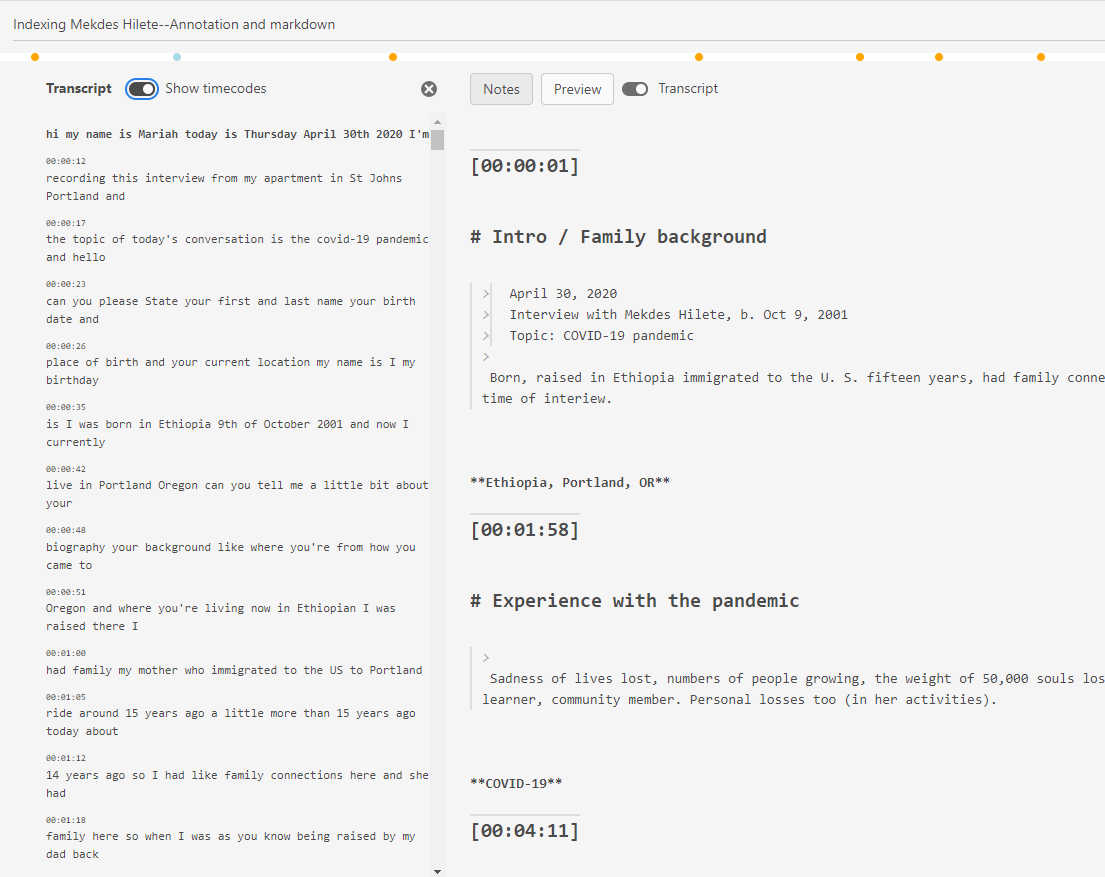 Indexing Mekdes Hilete--Annotation and markdown
Transcript
Show timecodes
hi my name is Mariah today is Thursday April 30th 2020 I'm
00:00:12
recording this interview from my apartment in St Johns
Portland and
00:00:17
the topic of today's conversation is the covid-19 pandemic
and hello
00:00:23
can you please State your first and last name your birth
date and
00:00:26
place of birth and your current location my name is I my
birthday
00:00:35
is I was born in Ethiopia 9th of October 2001 and now I
currently
00:00:42
live in Portland Oregon can you tell me a little bit about
your
00:00:48
biography your background like where you're from how you
came to
00:00:51
Oregon and where you're living now in Ethiopian I was
raised there I
00:01:00
had family my mother who immigrated to the US to Portland
00:01:05
ride around 15 years ago a little more than 15 years ago
today about
00:01:12
14 years ago so I had like family connections here and she
had
00:01:18
family here so when I was as you know being raised by my
dad back
Notes
Preview
Transcript
[00:00:01]
# Intro / Family background
> April 30, 2020
> Interview with Mekdes Hilete, b. Oct 9, 2001
> Topic: COVID-19 pandemic
>
Born, raised in Ethiopia immigrated to the U. S. fifteen years, had family conne
time of interiew.
**Ethiopia, Portland, OR**
[00:01:58]
# Experience with the pandemic
>
Sadness of lives lost, numbers of people growing, the weight of 50,000 souls los
learner, community member. Personal losses too (in her activities).
**COVID-19**
[00:04:11]